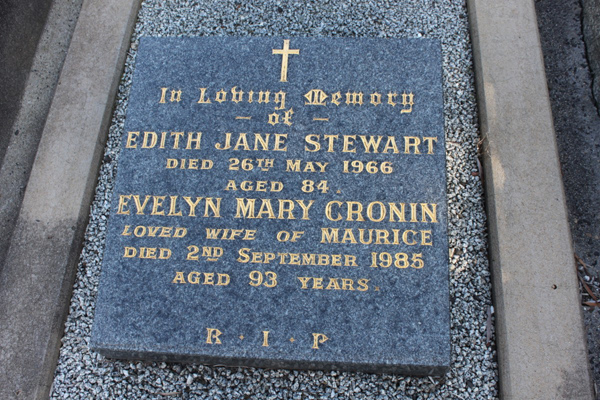 In Loving Memory
– of –
EDITH JANE STEWART
DIED 26TH MAY 1966
AGED 84.
EVELYN MARY CRONIN
LOVED WIFE OF MAURICE
DIED 2ND SEPTEMBER 1985
AGED 93 YEARS.
R · I · P